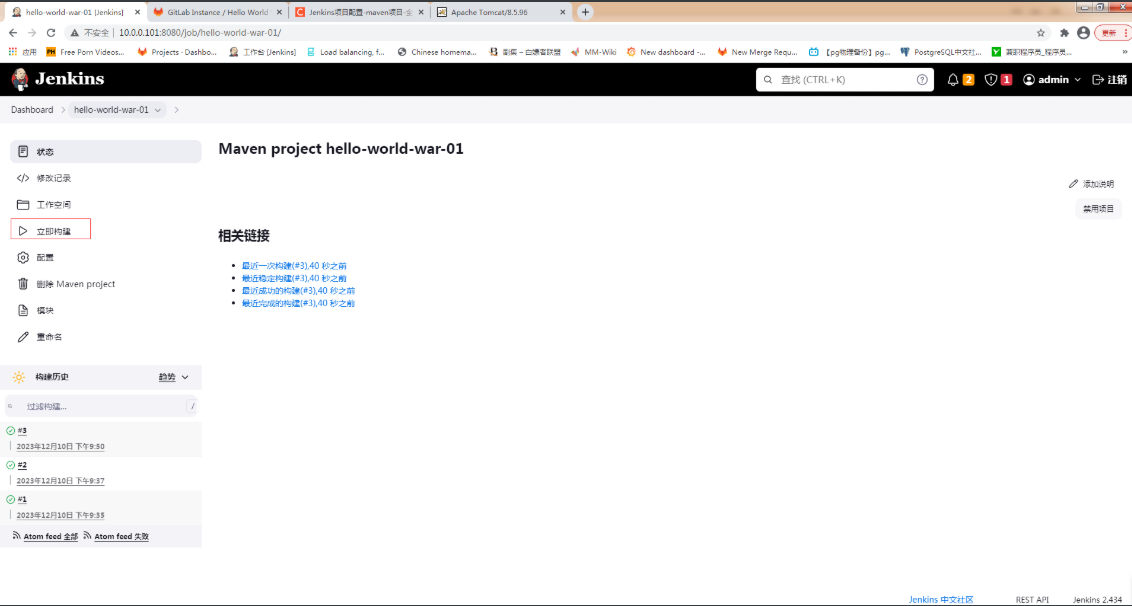 hello-world-war-01 [Jenkins]
GitLab Instance / Hello World
Jenkins项目配置-maven项目-全
Apache Tomcat/8.5.96
不安全 | 10.0.0.101:8080/job/hello-world-war-01/
更新
应用
Free Porn Videos...
Projects · Dashbo...
工作台 [Jenkins]
Load balancing, f...
Chinese homema...
MM-Wiki
New dashboard -...
New Merge Requ...
【pg物理备份】pg...
PostgreSQL中文社...
兼职程序员_程序员...
Jenkins
查找 (CTRL+K)
2
1
admin
注销
Dashboard
hello-world-war-01
状态
修改记录
工作空间
立即构建
配置
删除 Maven project
模块
重命名
Maven project hello-world-war-01
添加说明
禁用项目
相关链接
最近一次构建(#3),40 秒之前
最近稳定构建(#3),40 秒之前
最近成功的构建(#3),40 秒之前
最近完成的构建(#3),40 秒之前
构建历史
趋势
过滤构建...
/
#3
2023年12月10日 下午9:50
#2
2023年12月10日 下午9:37
#1
2023年12月10日 下午9:35
Atom feed 全部
Atom feed 失败
Jenkins 中文社区
REST API
Jenkins 2.434